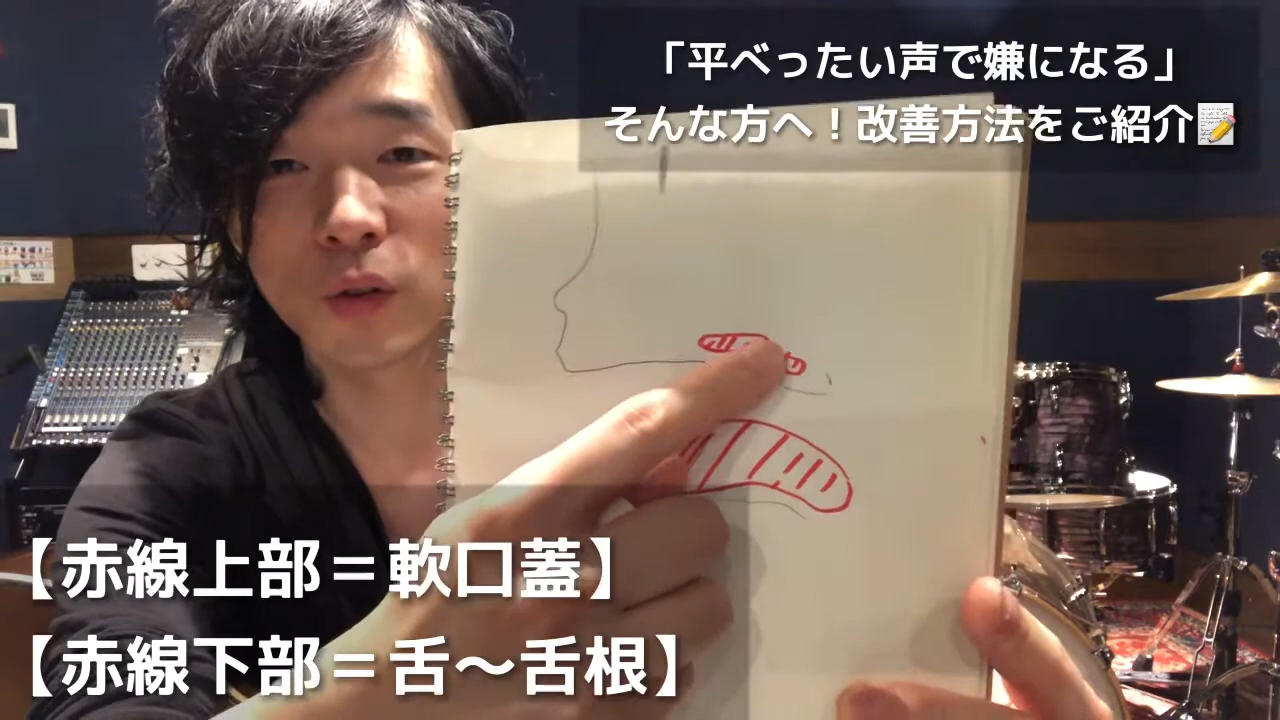 「平べったい声で嫌になる」
そんな方へ！改善方法をご紹介📝
【赤線上部＝軟口蓋】
【赤線下部＝舌〜舌根】